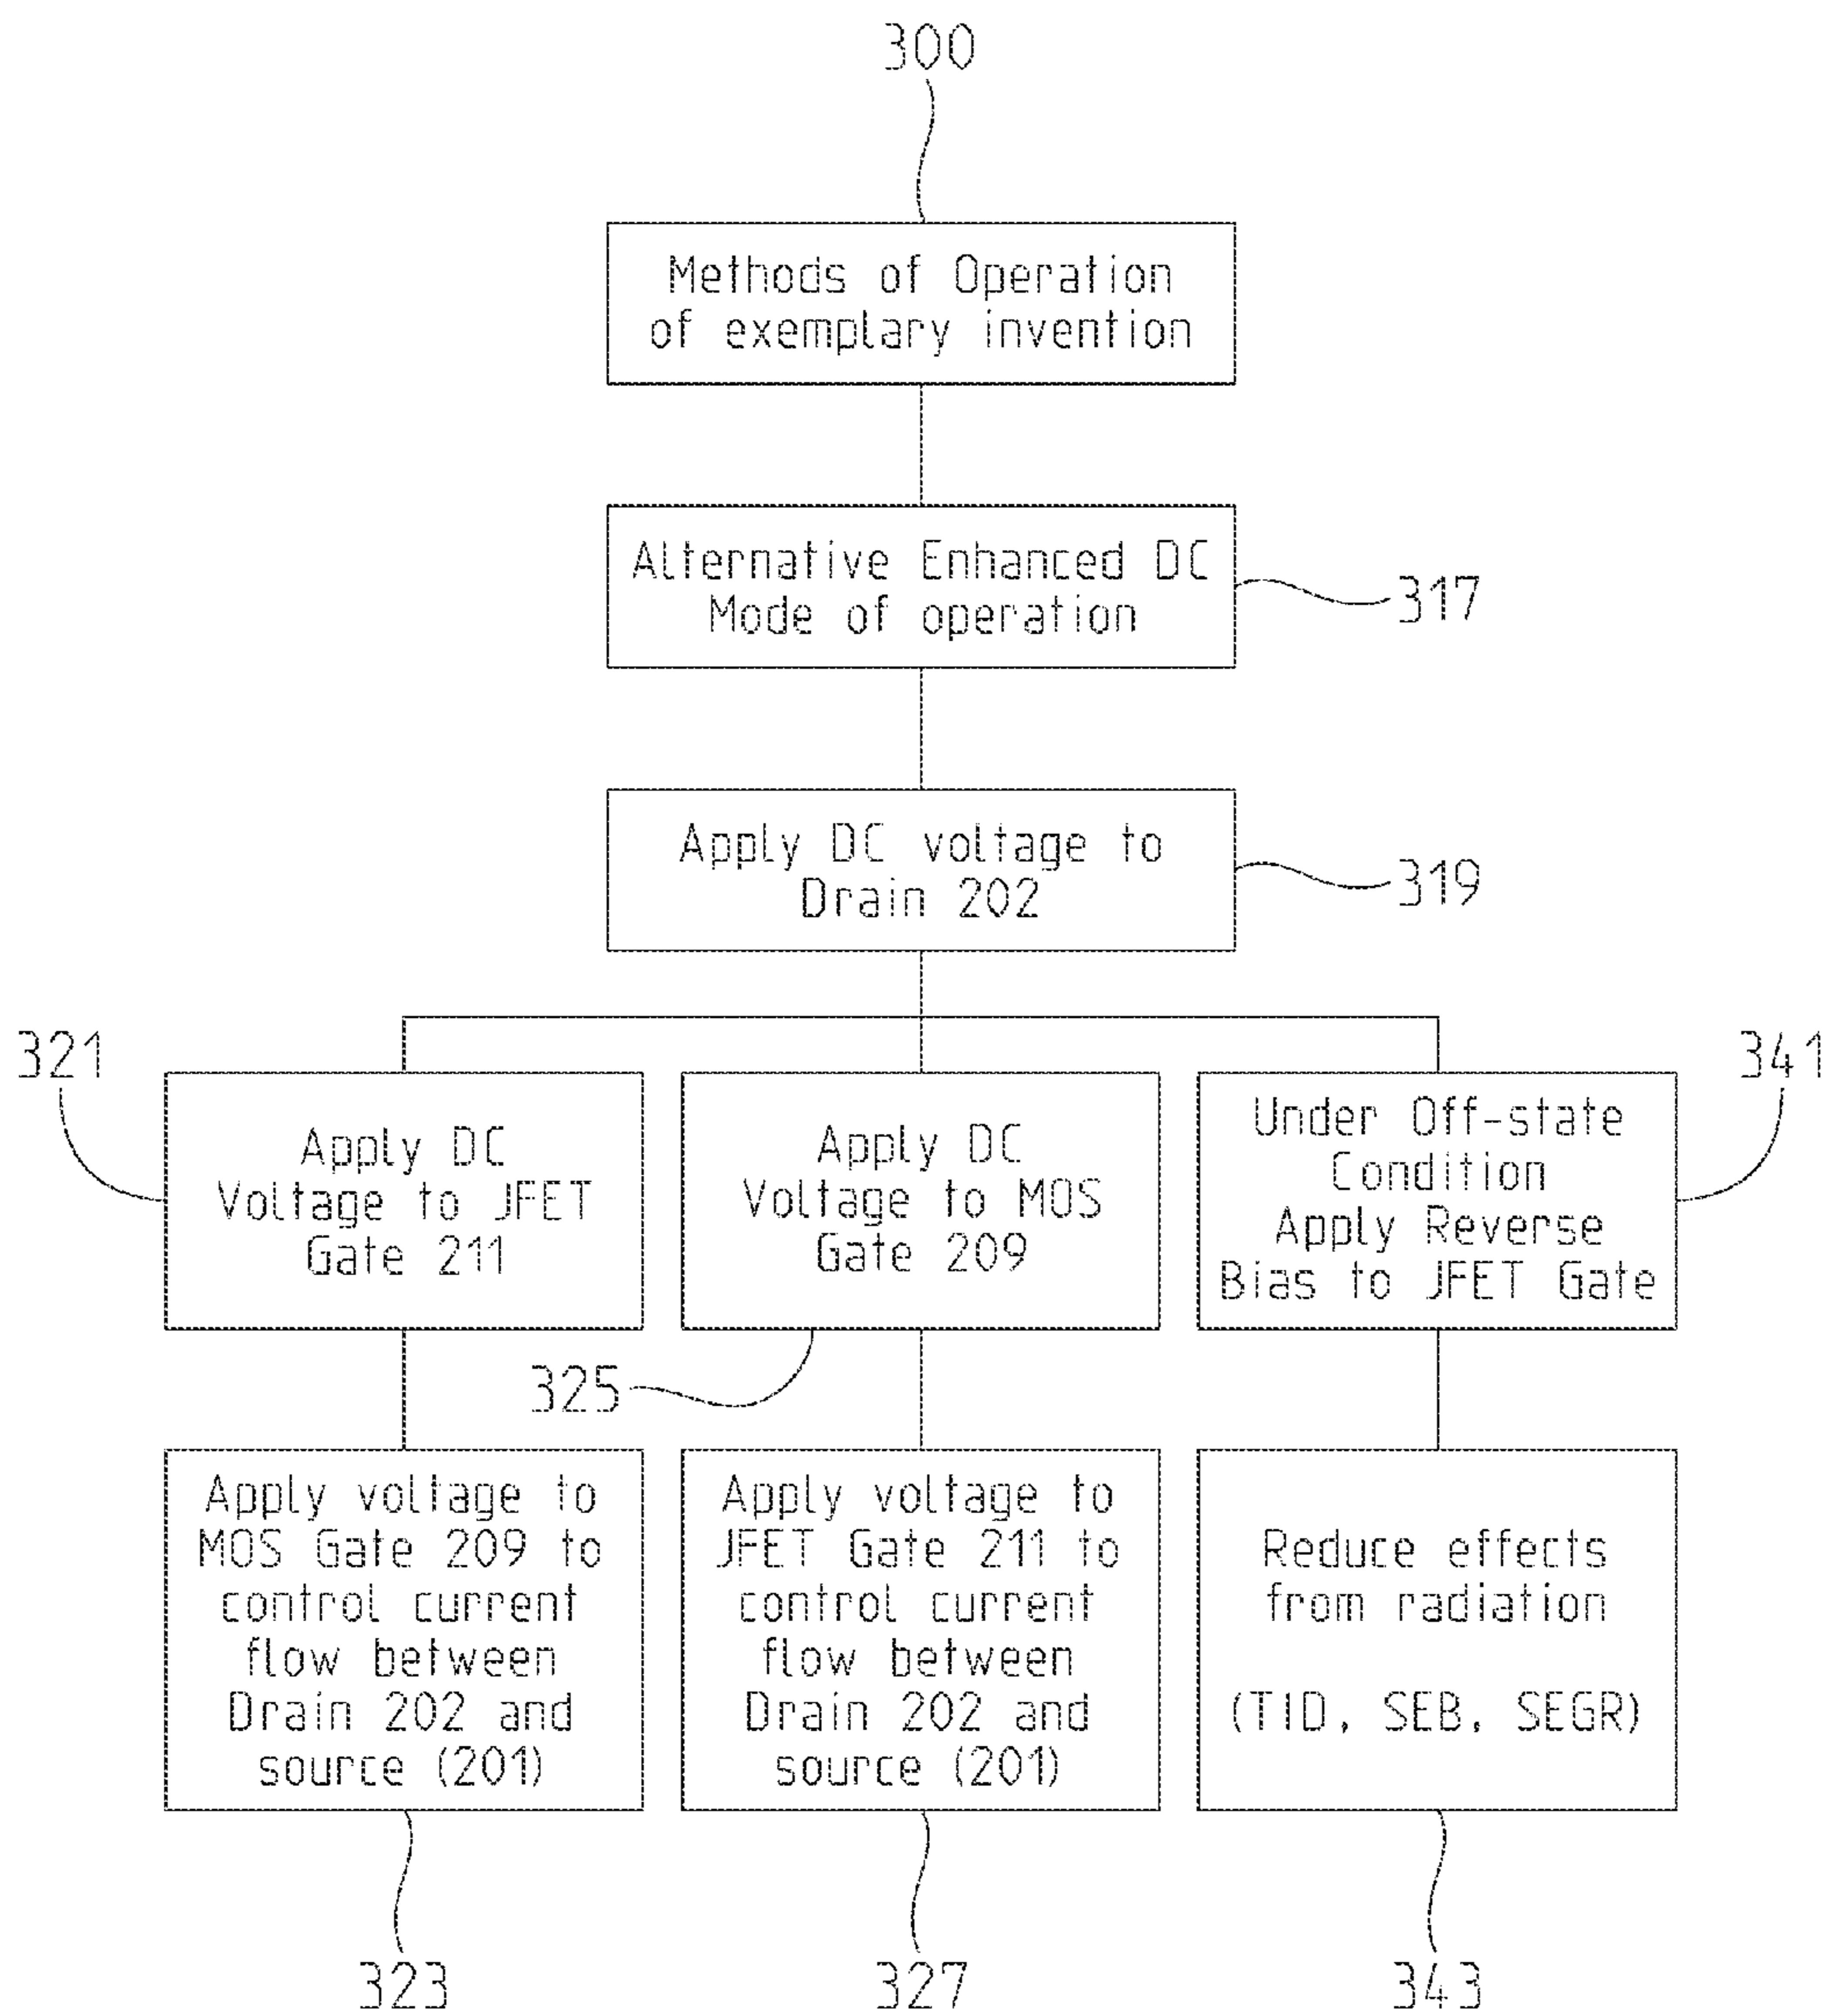 300
Methods of Operation
of exemplary invention
Alternative Enhanced DC
Mode of operation
317
Apply DC voltage to
Drain 202
319
321
Apply DC
Voltage to JFET
Gate 211
Apply DC
Voltage to MOS
Gate 209
325
341
Under Off-state
Condition
Apply Reverse
Bias to JFET Gate
Apply voltage to
MOS Gate 209 to
control current
flow between
Drain 202 and
source (201)
323
Apply voltage to
JFET Gate 211 to
control current
flow between
Drain 202 and
source (201)
327
Reduce effects
from radiation
(TID, SEB, SEGR)
343